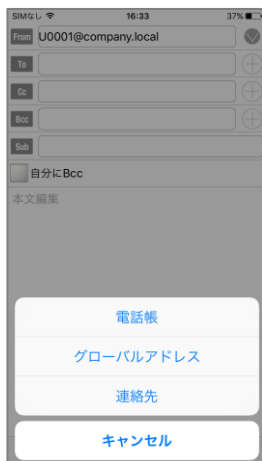 SIMなし 16:33 37%
From U0001@company.local
To
Cc
Bcc
Sub
自分にBcc
本文編集
電話帳
グローバルアドレス
連絡先
キャンセル